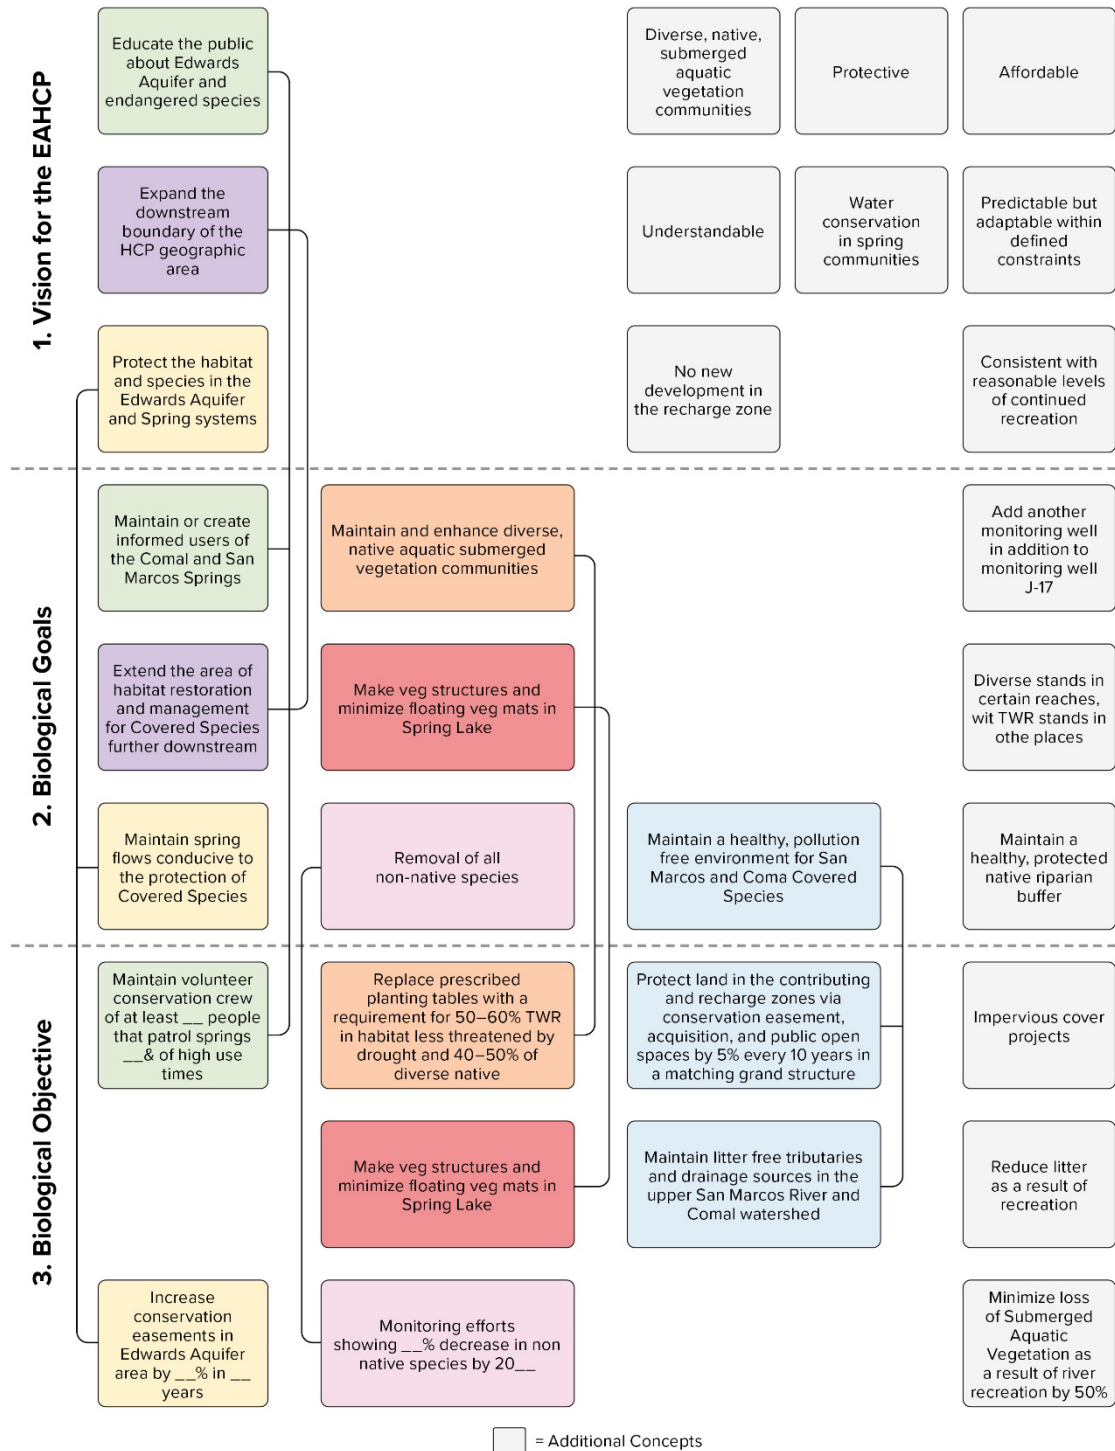 1. Vision for the EAHCP
Educate the public
about Edwards
Aquifer and
endangered species
Diverse, native,
submerged
aquatic
vegetation
communities
Protective
Affordable
Expand the
downstream
boundary of the
HCP geographic
area
Understandable
Water
conservation
in spring
communities
Predictable but
adaptable within
defined
constraints
Protect the habitat
and species in the
Edwards Aquifer
and Spring systems
No new
development in
the recharge zone
Consistent with
reasonable levels
of continued
recreation
2. Biological Goals
Maintain or create
informed users of
the Comal and San
Marcos Springs
Maintain and enhance diverse,
native aquatic submerged
vegetation communities
Add another
monitoring well
in addition to
monitoring well
J-17
Extend the area of
habitat restoration
and management
for Covered Species
further downstream
Make veg structures and
minimize floating veg mats in
Spring Lake
Diverse stands in
certain reaches,
wit TWR stands in
othe places
Maintain spring
flows conducive to
the protection of
Covered Species
Removal of all
non-native species
Maintain a healthy, pollution
free environment for San
Marcos and Coma Covered
Species
Maintain a
healthy, protected
native riparian
buffer
3. Biological Objective
Maintain volunteer
conservation crew
of at least __ people
that patrol springs
__& of high use
times
Replace prescribed
planting tables with a
requirement for 50–60% TWR
in habitat less threatened by
drought and 40–50% of
diverse native
Protect land in the contributing
and recharge zones via
conservation easement,
acquisition, and public open
spaces by 5% every 10 years in
a matching grand structure
Impervious cover
projects
Make veg structures and
minimize floating veg mats in
Spring Lake
Maintain litter free tributaries
and drainage sources in the
upper San Marcos River and
Comal watershed
Reduce litter
as a result of
recreation
Increase
conservation
easements in
Edwards Aquifer
area by __% in __
years
Monitoring efforts
showing __% decrease in non
native species by 20__
Minimize loss
of Submerged
Aquatic
Vegetation as
a result of river
recreation by 50%
= Additional Concepts